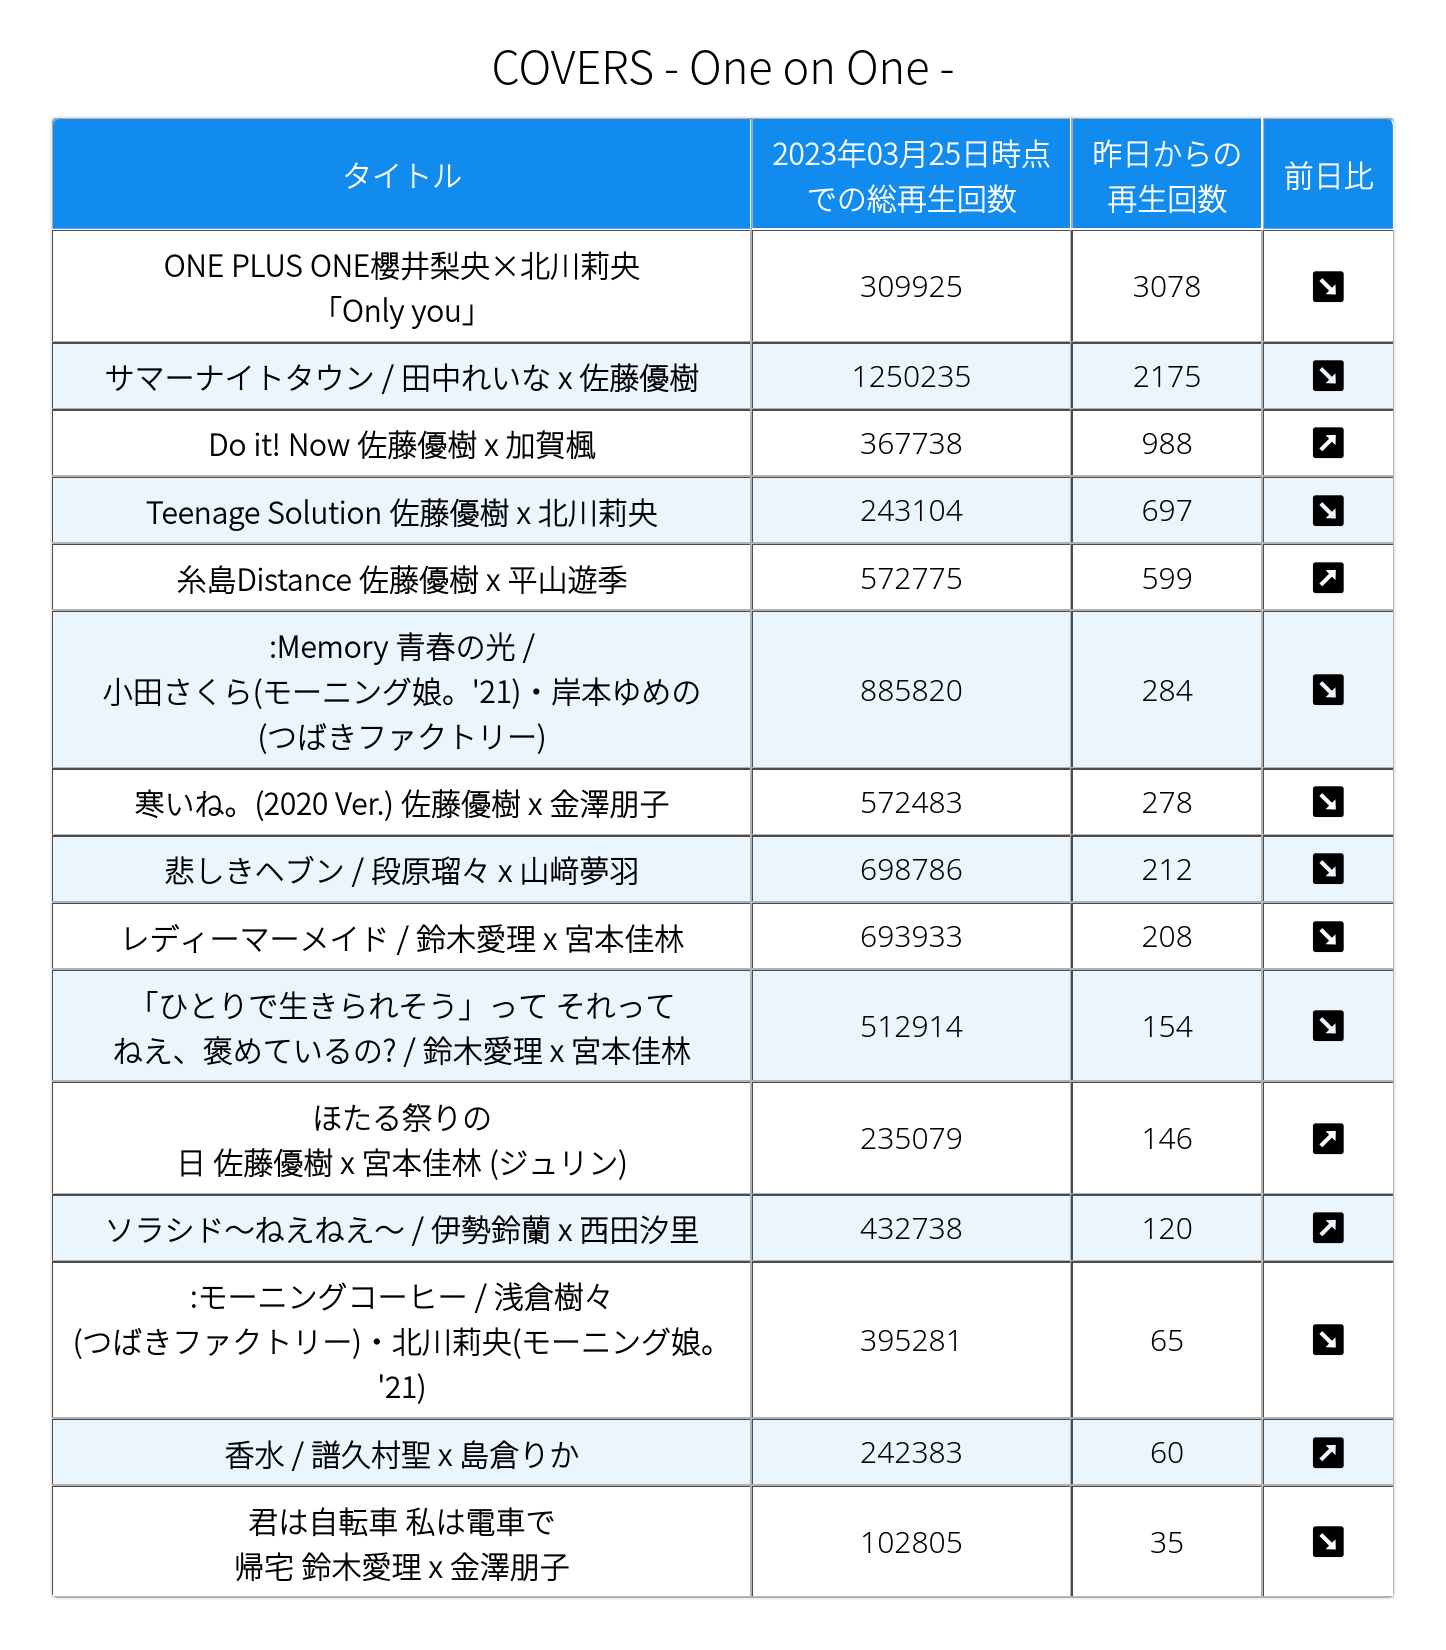 COVERS - One on One -
タイトル
2023年03月25日時点
での総再生回数
昨日からの
再生回数
前日比
ONE PLUS ONE櫻井梨央×北川莉央
「Only you」
309925
3078
サマーナイトタウン / 田中れいな x 佐藤優樹
1250235
2175
Do it! Now 佐藤優樹 x 加賀楓
367738
988
Teenage Solution 佐藤優樹 x 北川莉央
243104
697
糸島Distance 佐藤優樹 x 平山遊季
572775
599
:Memory 青春の光 /
小田さくら(モーニング娘。'21)・岸本ゆめの
(つばきファクトリー)
885820
284
寒いね。(2020 Ver.) 佐藤優樹 x 金澤朋子
572483
278
悲しきヘブン / 段原瑠々 x 山﨑夢羽
698786
212
レディーマーメイド / 鈴木愛理 x 宮本佳林
693933
208
「ひとりで生きられそう」って それって
ねえ、褒めているの? / 鈴木愛理 x 宮本佳林
512914
154
ほたる祭りの
日 佐藤優樹 x 宮本佳林 (ジュリン)
235079
146
ソラシド～ねえねえ～ / 伊勢鈴蘭 x 西田汐里
432738
120
:モーニングコーヒー / 浅倉樹々
(つばきファクトリー)・北川莉央(モーニング娘。
'21)
395281
65
香水 / 譜久村聖 x 島倉りか
242383
60
君は自転車 私は電車で
帰宅 鈴木愛理 x 金澤朋子
102805
35